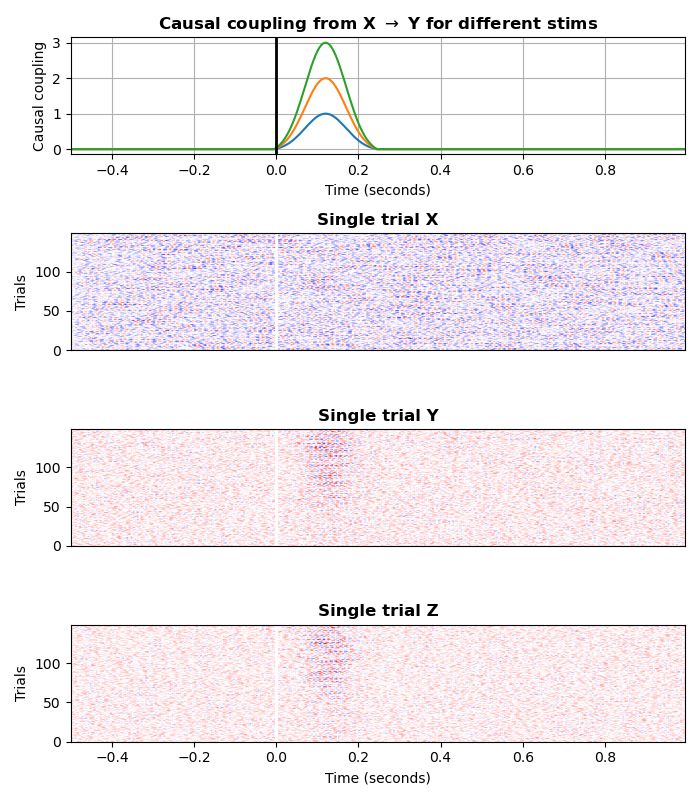 Causal coupling from X → Y for different stims
Causal coupling
3
2
1
0
−0.4 −0.2 0.0 0.2 0.4 0.6 0.8
Time (seconds)
Single trial X
Trials
100
50
0
Single trial Y
Trials
100
50
0
Single trial Z
Trials
100
50
0
−0.4 −0.2 0.0 0.2 0.4 0.6 0.8
Time (seconds)